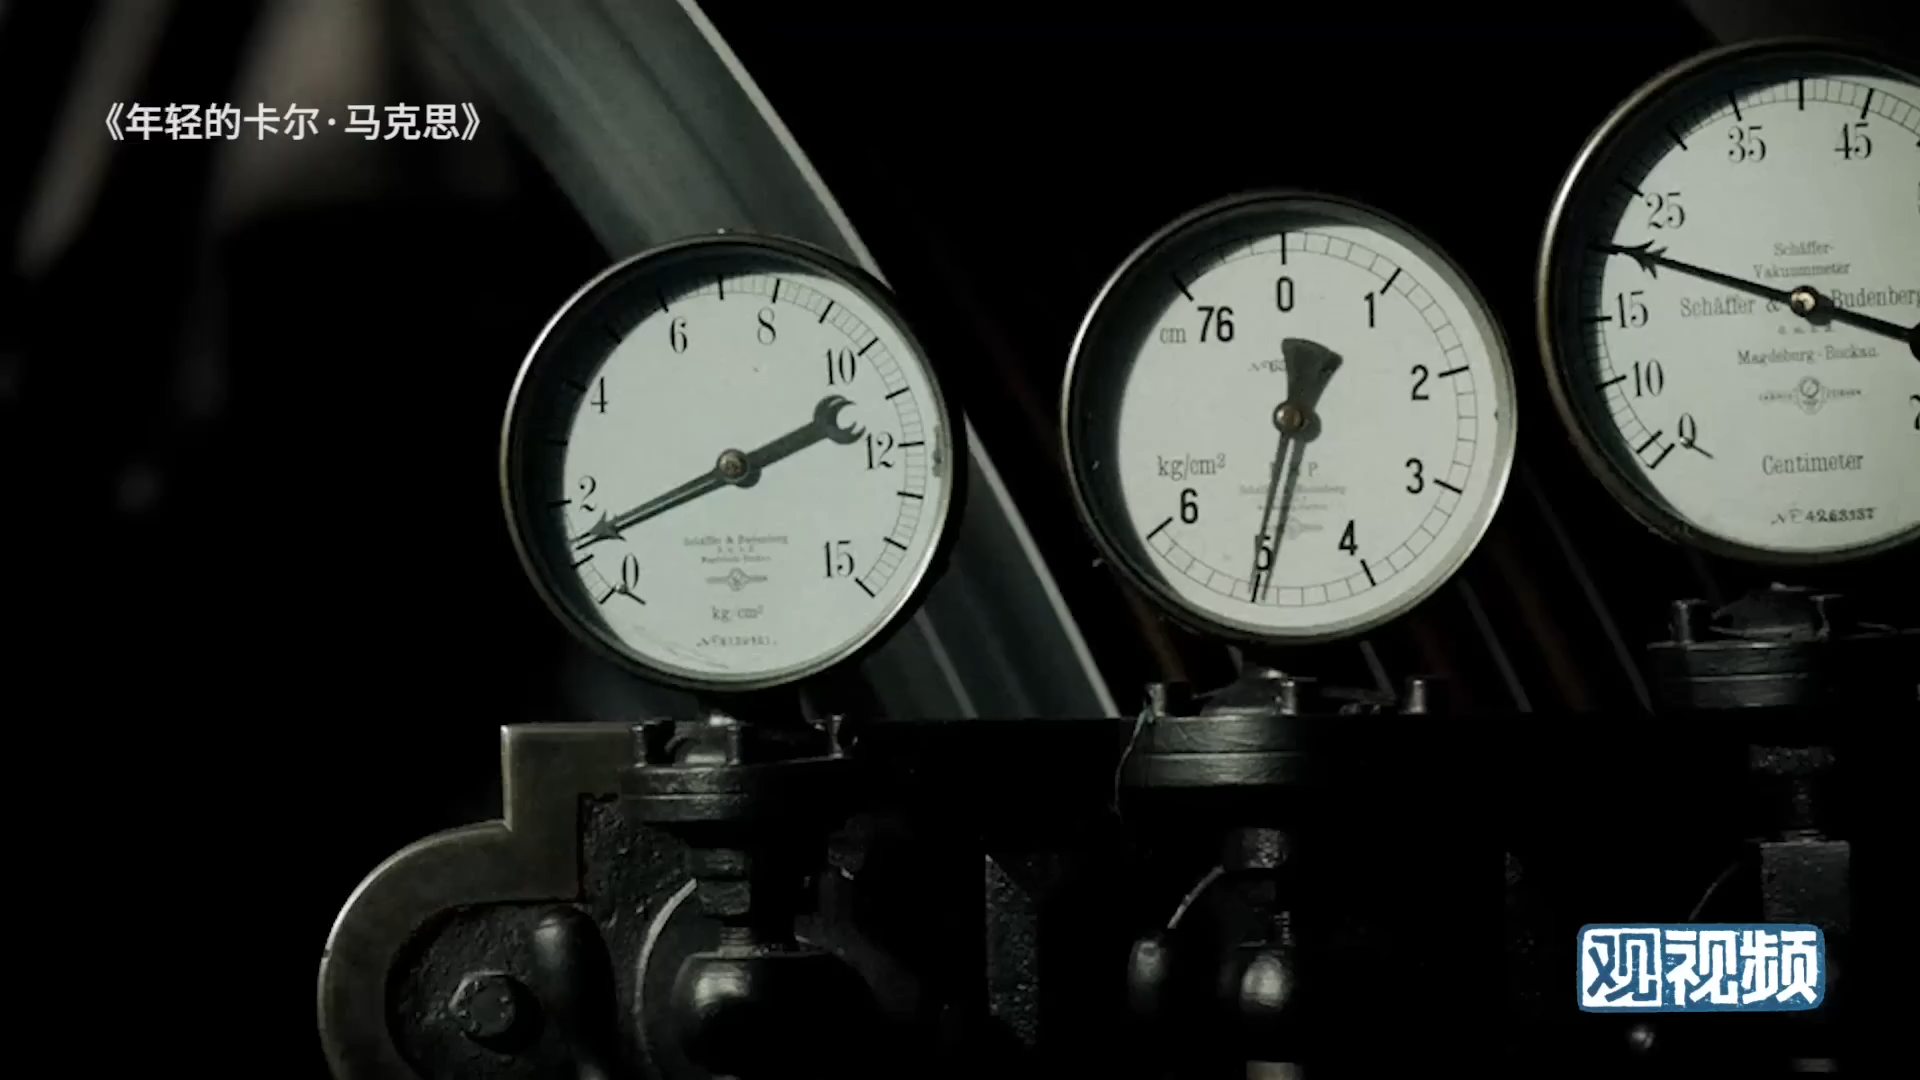 《年轻的卡尔·马克思》
6
8
4
10
2
12
0
15
Schäffer & Budenberg
kg/cm²
0
1
cm 76
2
kg/cm²
3
6
4
5
35
45
25
Schäffer-
Vakuummeter
15
Schäffer & Budenberg
10
Magdeburg-Buckau.
0
Centimeter
观视频